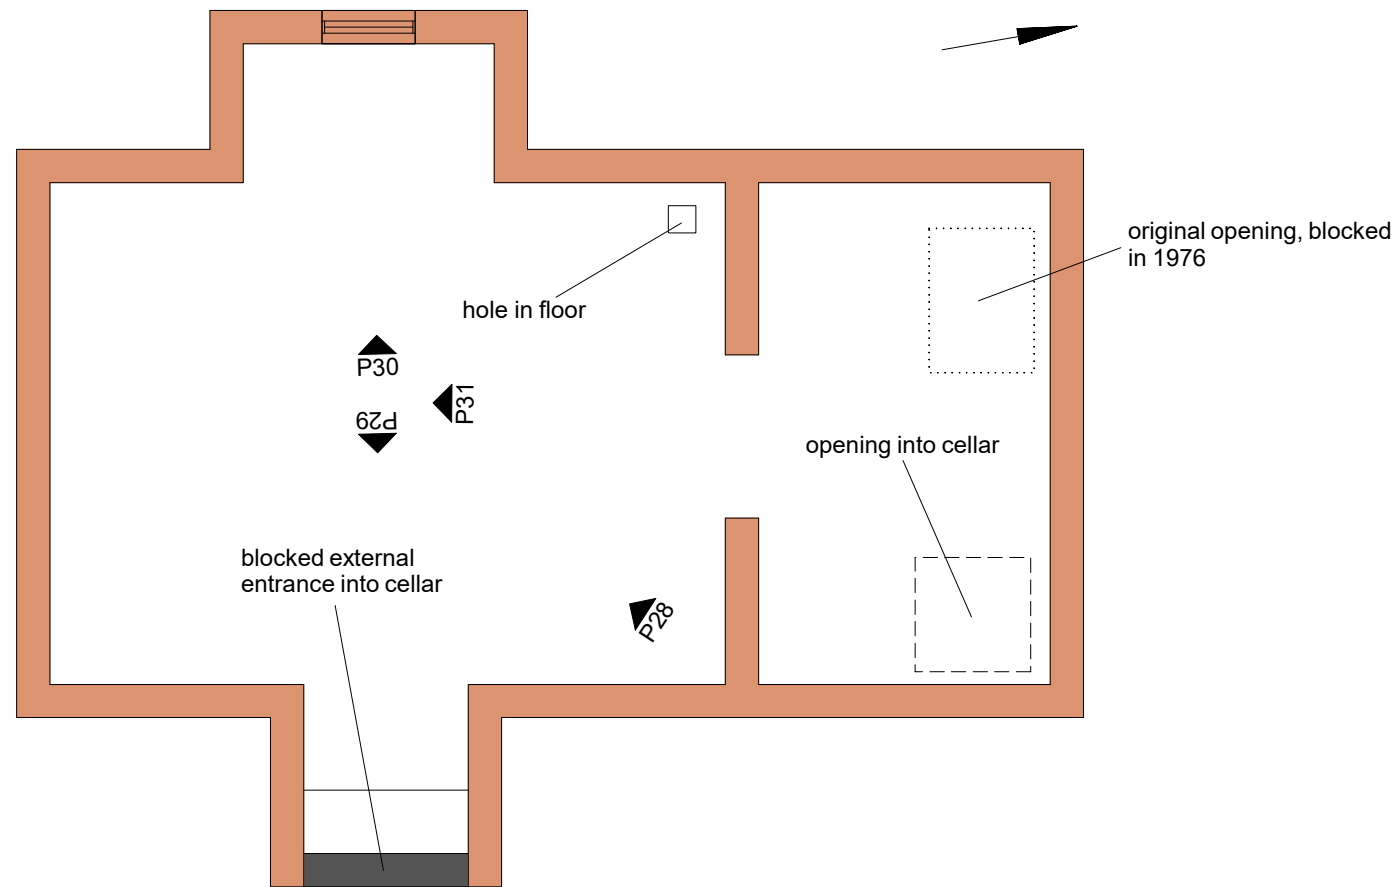 original opening, blocked
in 1976
hole in floor
P30
P31
P29
opening into cellar
blocked external
entrance into cellar
P28